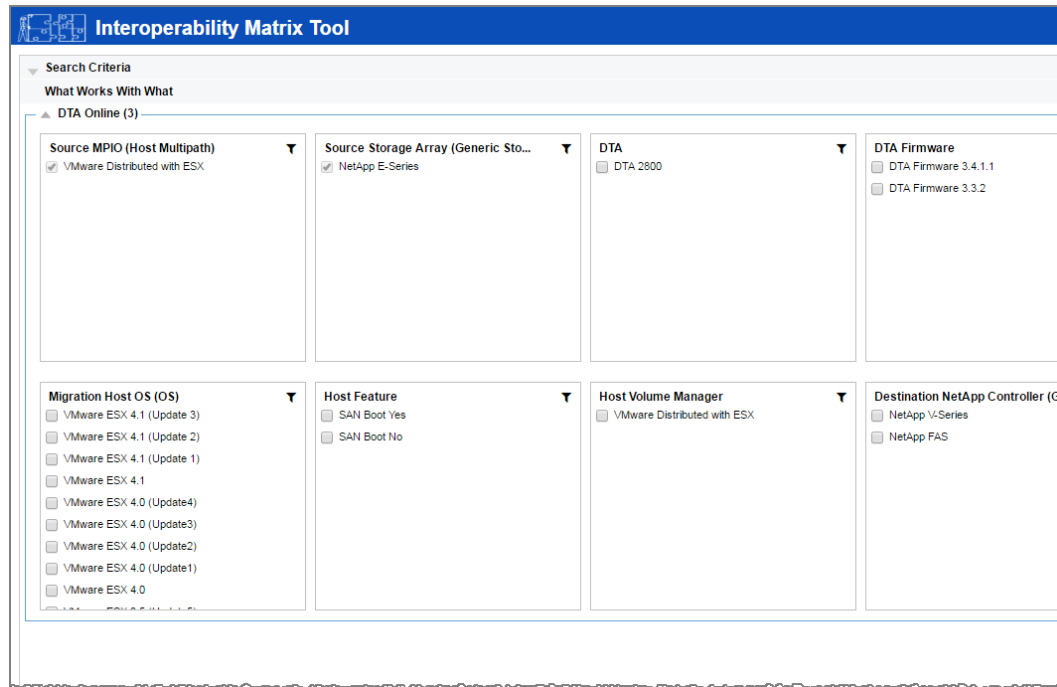 Interoperability Matrix Tool
Search Criteria
What Works With What
DTA Online (3)
Source MPIO (Host Multipath)
VMware Distributed with ESX
Source Storage Array (Generic Sto...
NetApp E-Series
DTA
DTA 2800
DTA Firmware
DTA Firmware 3.4.1.1
DTA Firmware 3.3.2
Migration Host OS (OS)
VMware ESX 4.1 (Update 3)
VMware ESX 4.1 (Update 2)
VMware ESX 4.1 (Update 1)
VMware ESX 4.1
VMware ESX 4.0 (Update4)
VMware ESX 4.0 (Update3)
VMware ESX 4.0 (Update2)
VMware ESX 4.0 (Update1)
VMware ESX 4.0
Host Feature
SAN Boot Yes
SAN Boot No
Host Volume Manager
VMware Distributed with ESX
Destination NetApp Controller (G
NetApp V-Series
NetApp FAS